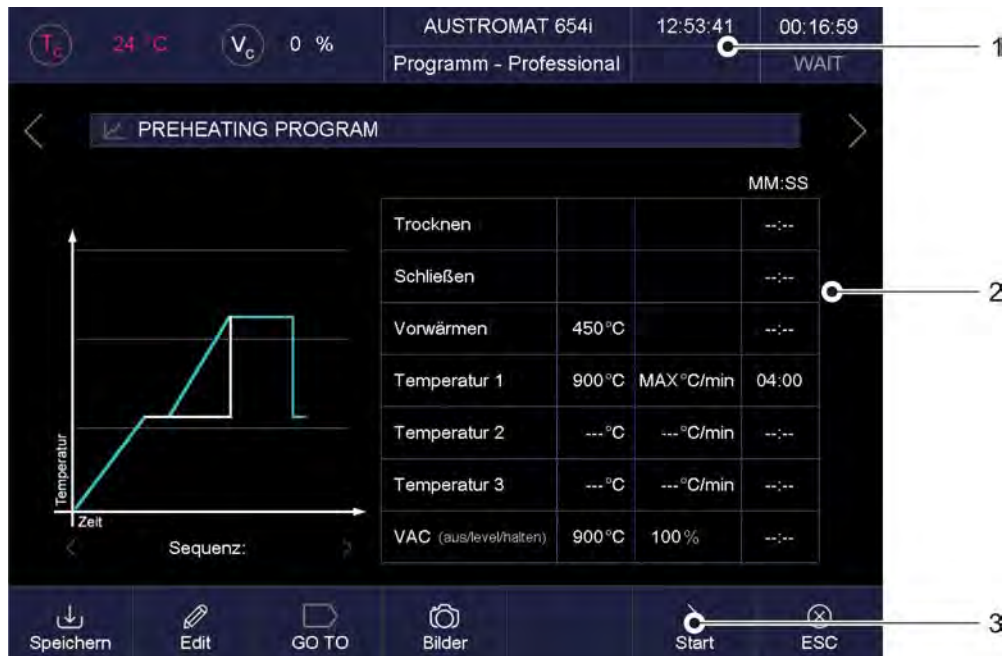 AUSTROMAT 654i 12:53:41 00:16:59
Tc 24 °C Vc 0 %
Programm - Professional WAIT
1
PREHEATING PROGRAM
MM:SS
Trocknen --:--
Schließen --:--
2
Vorwärmen 450°C --:--
Temperatur 1 900°C MAX°C/min 04:00
Temperatur 2 ---°C ---°C/min --:--
Temperatur 3 ---°C ---°C/min --:--
VAC (aus/level/halten) 900°C 100% --:--
Temperatur
Zeit
Sequenz:
Speichern Edit GO TO Bilder Start ESC
3